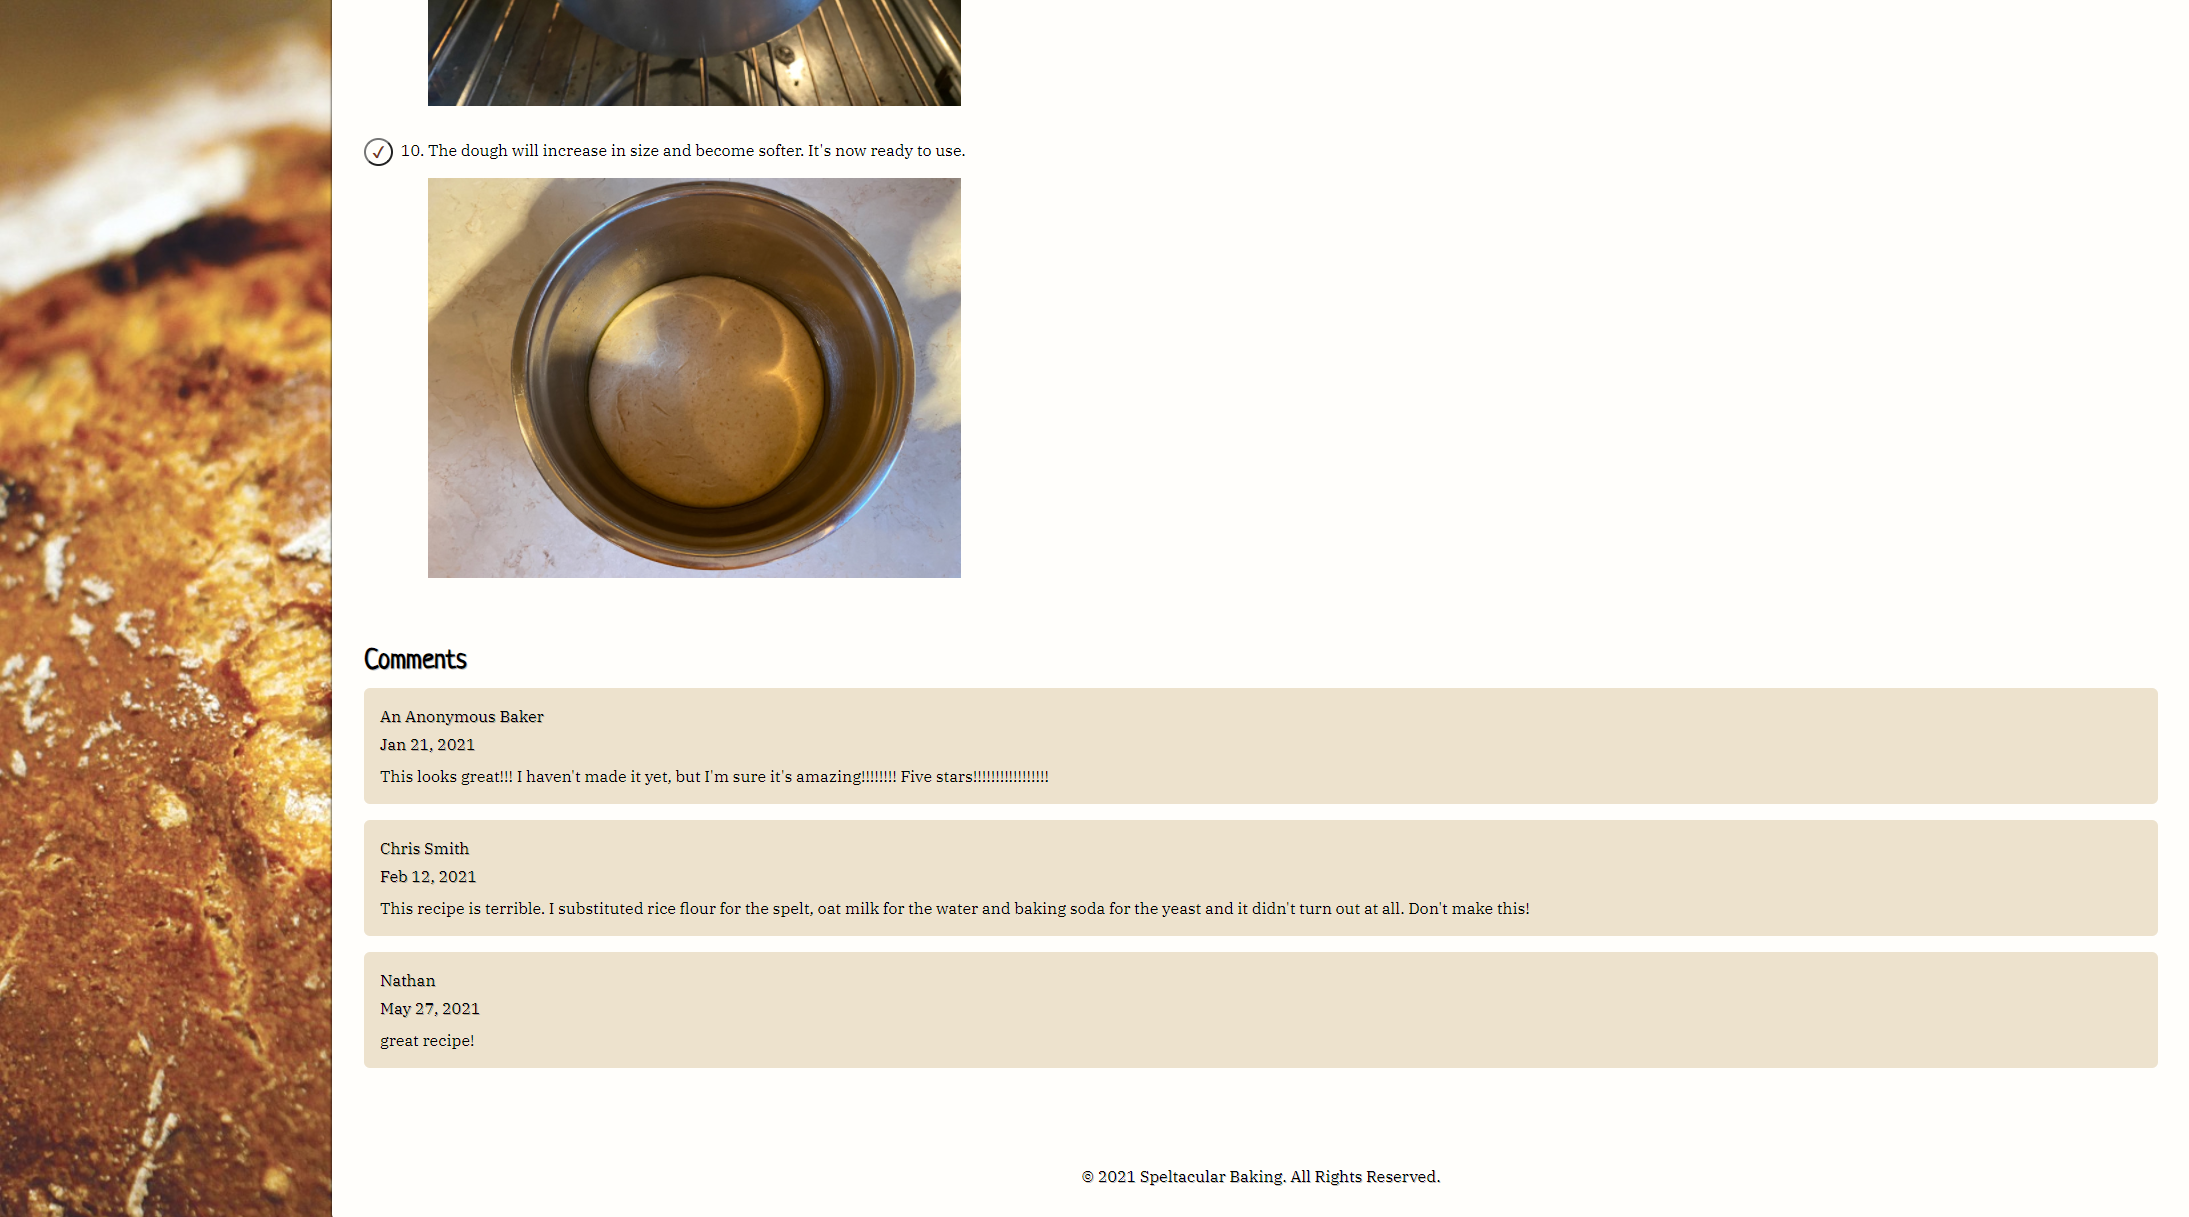 10. The dough will increase in size and become softer. It's now ready to use.
Comments
An Anonymous Baker
Jan 21, 2021
This looks great!!! I haven't made it yet, but I'm sure it's amazing!!!!!!!! Five stars!!!!!!!!!!!!!!!!!
Chris Smith
Feb 12, 2021
This recipe is terrible. I substituted rice flour for the spelt, oat milk for the water and baking soda for the yeast and it didn't turn out at all. Don't make this!
Nathan
May 27, 2021
great recipe!
© 2021 Speltacular Baking. All Rights Reserved.